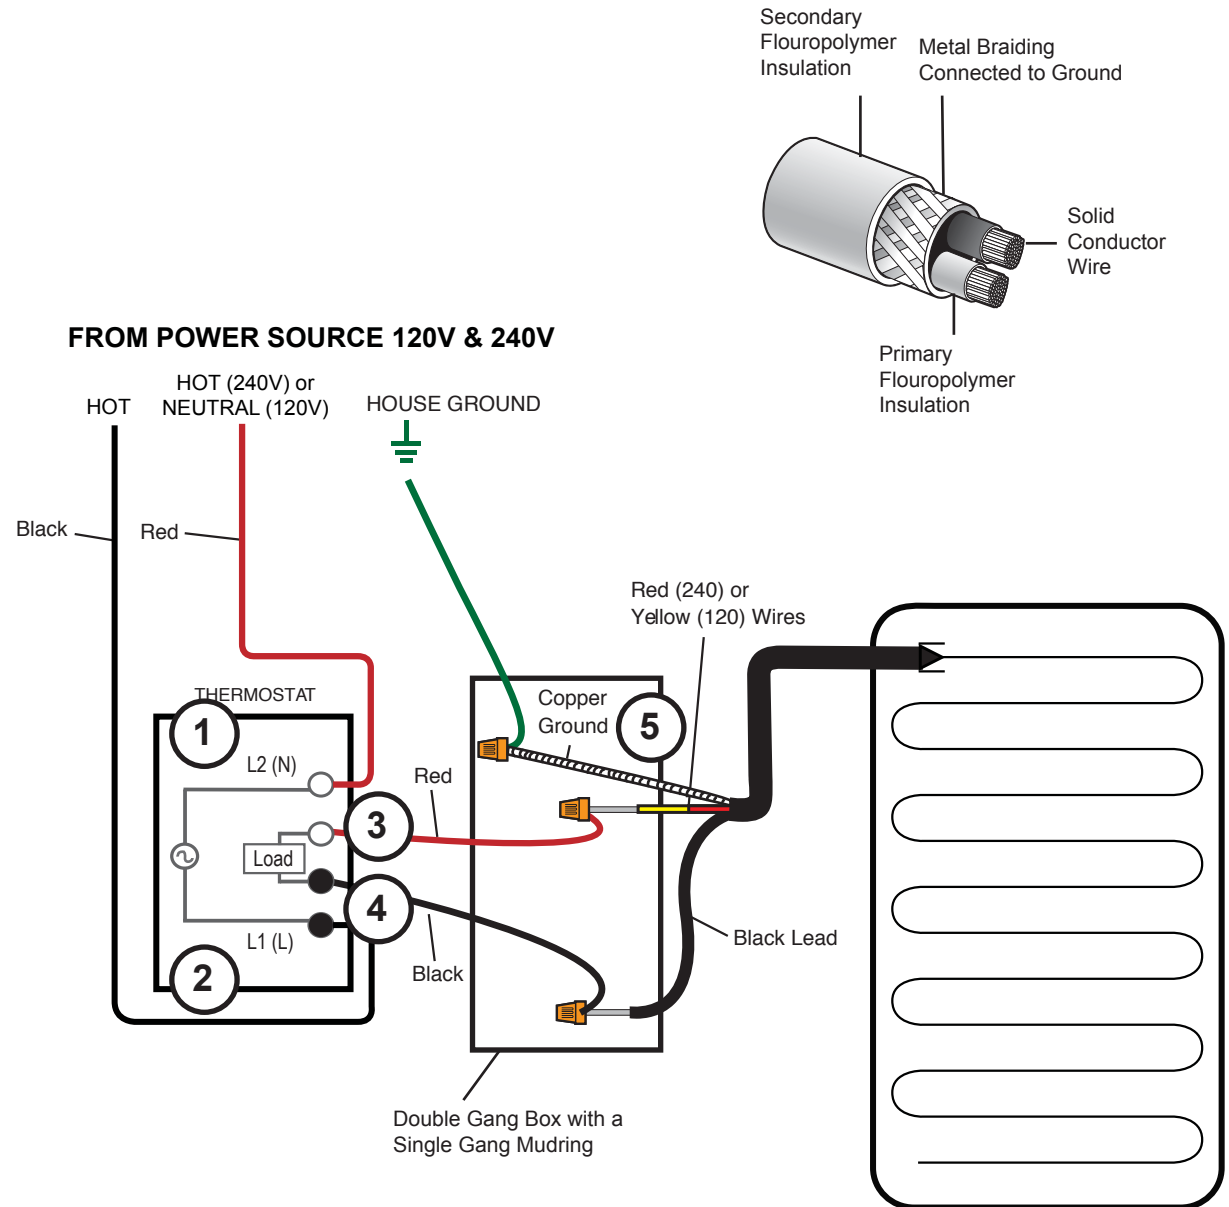 Secondary
Flouropolymer
Insulation
Metal Braiding
Connected to Ground
Solid
Conductor
Wire
Primary
Flouropolymer
Insulation
FROM POWER SOURCE 120V & 240V
HOT
HOT (240V) or
NEUTRAL (120V)
HOUSE GROUND
Black
Red
Red (240) or
Yellow (120) Wires
THERMOSTAT
1
L2 (N)
Copper
Ground
5
Red
3
Load
4
L1 (L)
2
Black
Black Lead
Double Gang Box with a
Single Gang Mudring